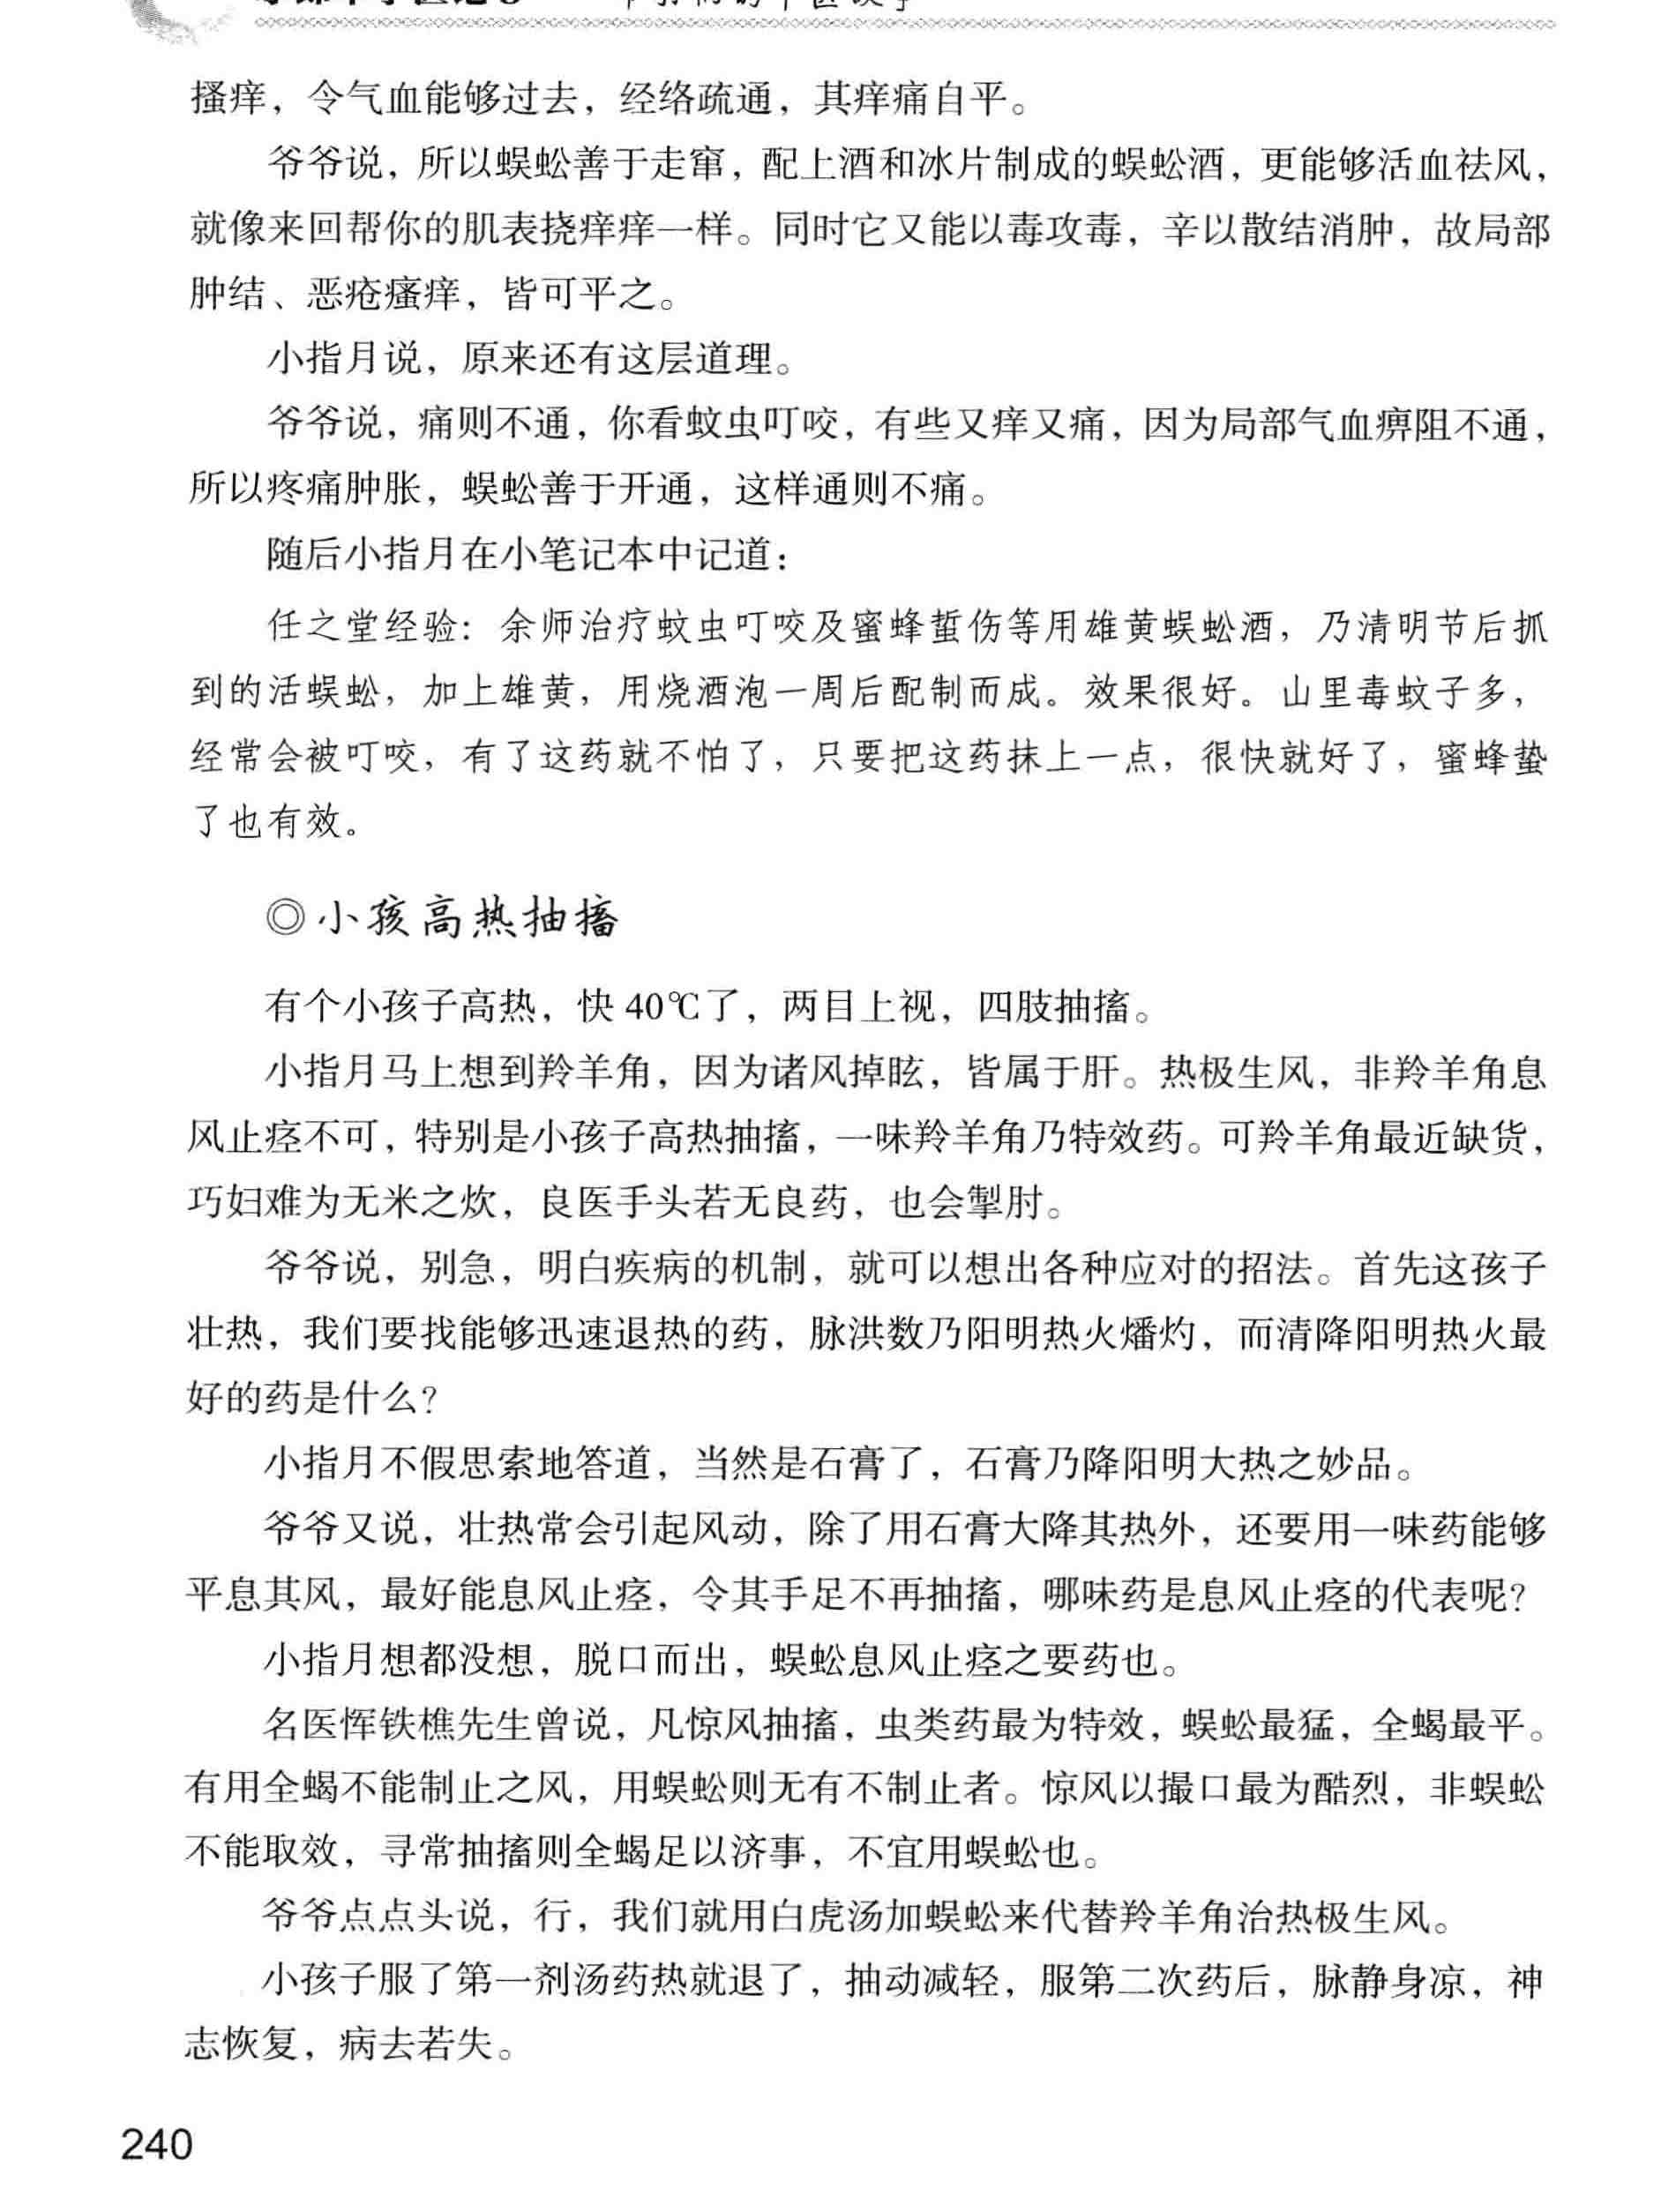 搔痒，令气血能够过去，经络疏通，其痒痛自平。
爷爷说，所以蜈蚣善于走窜，配上酒和冰片制成的蜈蚣酒，更能够活血祛风，
就像来回帮你的肌表挠痒痒一样。同时它又能以毒攻毒，辛以散结消肿，故局部
肿结、恶疮瘙痒，皆可平之。
小指月说，原来还有这层道理。
爷爷说，痛则不通，你看蚊虫叮咬，有些又痒又痛，因为局部气血痹阻不通，
所以疼痛肿胀，蜈蚣善于开通，这样通则不痛。
随后小指月在小笔记本中记道：
任之堂经验：余师治疗蚊虫叮咬及蜜蜂蜇伤等用雄黄蜈蚣酒，乃清明节后抓
到的活蜈蚣，加上雄黄，用烧酒泡一周后配制而成。效果很好。山里毒蚊子多，
经常会被叮咬，有了这药就不怕了，只要把这药抹上一点，很快就好了，蜜蜂蛰
了也有效。
◎小孩高热抽搐
有个小孩子高热，快 40℃了，两目上视，四肢抽搐。
小指月马上想到羚羊角，因为诸风掉眩，皆属于肝。热极生风，非羚羊角息
风止痉不可，特别是小孩子高热抽搐，一味羚羊角乃特效药。可羚羊角最近缺货，
巧妇难为无米之炊，良医手头若无良药，也会掣肘。
爷爷说，别急，明白疾病的机制，就可以想出各种应对的招法。首先这孩子
壮热，我们要找能够迅速退热的药，脉洪数乃阳明热火燔灼，而清降阳明热火最
好的药是什么？
小指月不假思索地答道，当然是石膏了，石膏乃降阳明大热之妙品。
爷爷又说，壮热常会引起风动，除了用石膏大降其热外，还要用一味药能够
平息其风，最好能息风止痉，令其手足不再抽搐，哪味药是息风止痉的代表呢？
小指月想都没想，脱口而出，蜈蚣息风止痉之要药也。
名医恽铁樵先生曾说，凡惊风抽搐，虫类药最为特效，蜈蚣最猛，全蝎最平。
有用全蝎不能制止之风，用蜈蚣则无有不制止者。惊风以撮口最为酷烈，非蜈蚣
不能取效，寻常抽搐则全蝎足以济事，不宜用蜈蚣也。
爷爷点点头说，行，我们就用白虎汤加蜈蚣来代替羚羊角治热极生风。
小孩子服了第一剂汤药热就退了，抽动减轻，服第二次药后，脉静身凉，神
志恢复，病去若失。
240